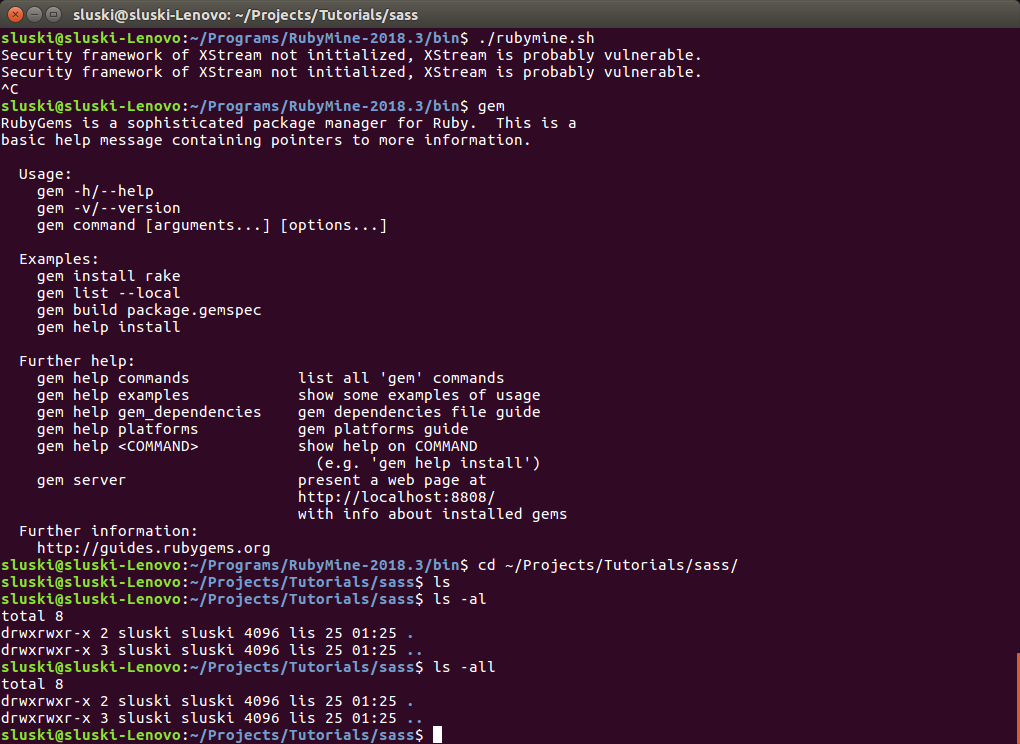 sluski@sluski-Lenovo: ~/Projects/Tutorials/sass
sluski@sluski-Lenovo:~/Programs/RubyMine-2018.3/bin$ ./rubymine.sh
Security framework of XStream not initialized, XStream is probably vulnerable.
Security framework of XStream not initialized, XStream is probably vulnerable.
^C
sluski@sluski-Lenovo:~/Programs/RubyMine-2018.3/bin$ gem
RubyGems is a sophisticated package manager for Ruby.  This is a
basic help message containing pointers to more information.

  Usage:
    gem -h/--help
    gem -v/--version
    gem command [arguments...] [options...]

  Examples:
    gem install rake
    gem list --local
    gem build package.gemspec
    gem help install

  Further help:
    gem help commands            list all 'gem' commands
    gem help examples            show some examples of usage
    gem help gem_dependencies    gem dependencies file guide
    gem help platforms           gem platforms guide
    gem help <COMMAND>           show help on COMMAND
                                   (e.g. 'gem help install')
    gem server                   present a web page at
                                 http://localhost:8808/
                                 with info about installed gems
  Further information:
    http://guides.rubygems.org
sluski@sluski-Lenovo:~/Programs/RubyMine-2018.3/bin$ cd ~/Projects/Tutorials/sass/
sluski@sluski-Lenovo:~/Projects/Tutorials/sass$ ls
sluski@sluski-Lenovo:~/Projects/Tutorials/sass$ ls -al
total 8
drwxrwxr-x 2 sluski sluski 4096 lis 25 01:25 .
drwxrwxr-x 3 sluski sluski 4096 lis 25 01:25 ..
sluski@sluski-Lenovo:~/Projects/Tutorials/sass$ ls -all
total 8
drwxrwxr-x 2 sluski sluski 4096 lis 25 01:25 .
drwxrwxr-x 3 sluski sluski 4096 lis 25 01:25 ..
sluski@sluski-Lenovo:~/Projects/Tutorials/sass$